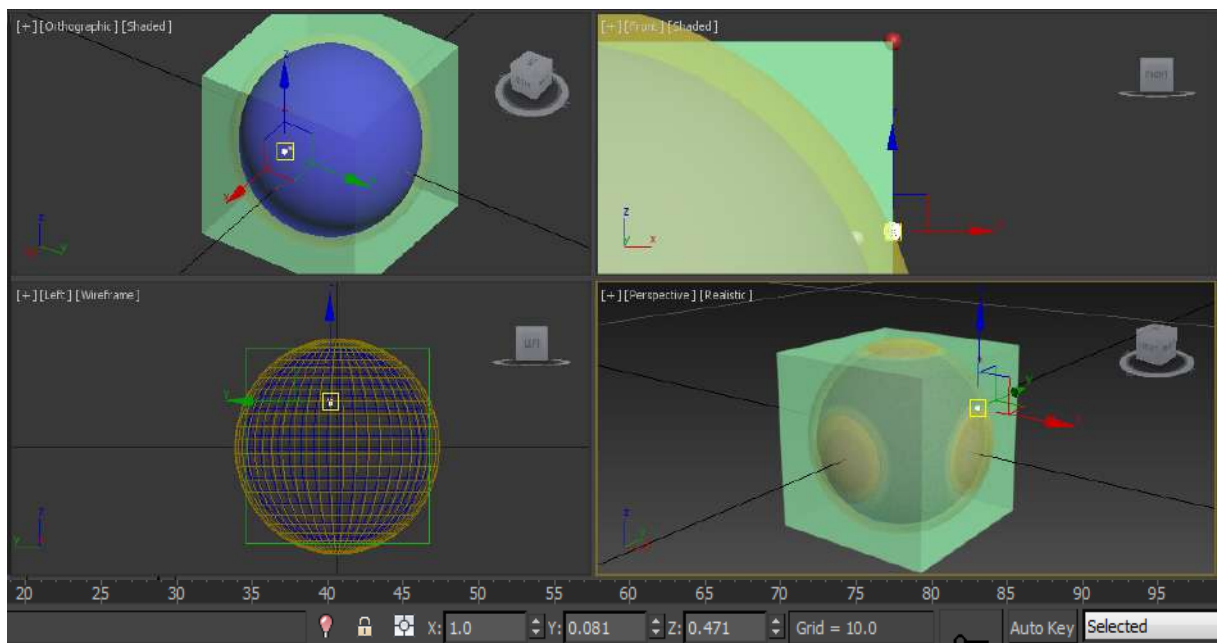 [+][Orthographic][Shaded]
[+][Front][Shaded]
[+][Left][Wireframe]
[+][Perspective][Realistic]
20 25 30 35 40 45 50 55 60 65 70 75 80 85 90 95
X: 1.0 Y: 0.081 Z: 0.471 Grid = 10.0 Auto Key Selected